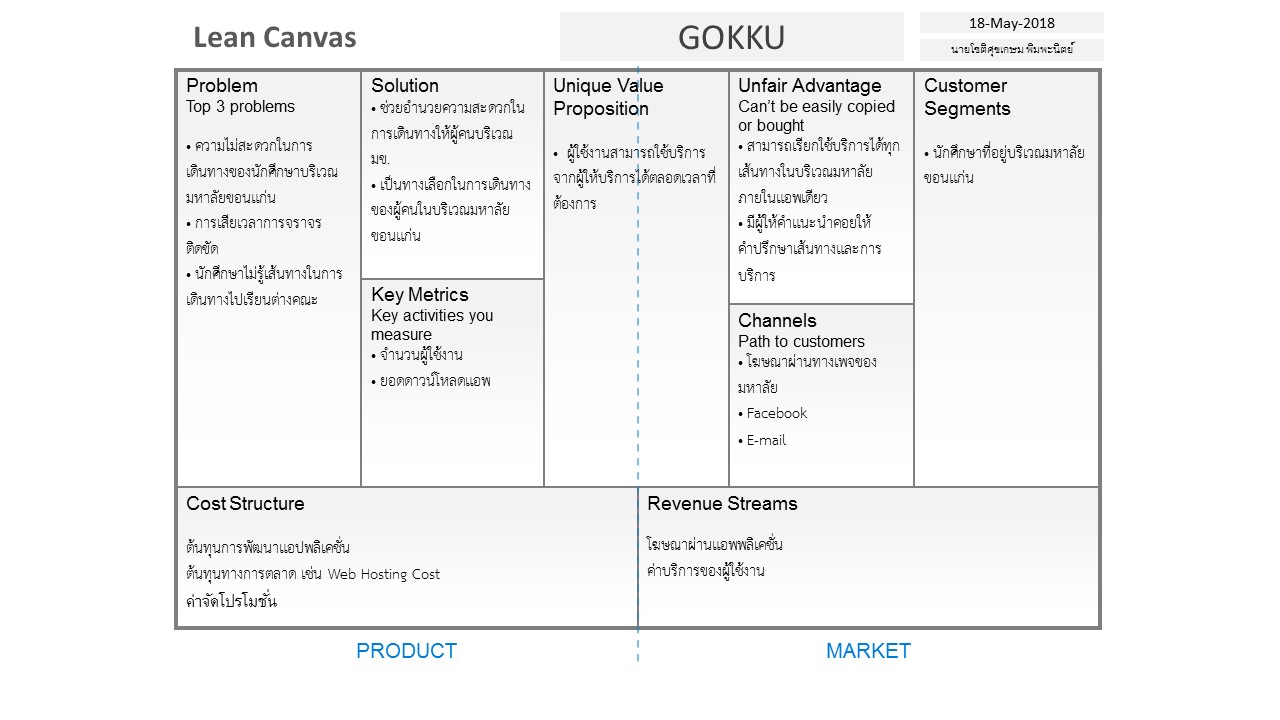 Lean Canvas
GOKKU
18-May-2018
นายโชติศุขเกษม พิมพะนิตย์
Problem
Top 3 problems
• ความไม่สะดวกในการ
เดินทางของนักศึกษาบริเวณ
มหาลัยขอนแก่น
• การเสียเวลาการจราจร
ติดขัด
• นักศึกษาไม่รู้เส้นทางในการ
เดินทางไปเรียนต่างคณะ
Solution
• ช่วยอำนวยความสะดวกใน
การเดินทางให้ผู้คนบริเวณ
มข.
• เป็นทางเลือกในการเดินทาง
ของผู้คนในบริเวณมหาลัย
ขอนแก่น
Key Metrics
Key activities you
measure
• จำนวนผู้ใช้งาน
• ยอดดาวน์โหลดแอพ
Unique Value
Proposition
• ผู้ใช้งานสามารถใช้บริการ
จากผู้ให้บริการได้ตลอดเวลาที่
ต้องการ
Unfair Advantage
Can't be easily copied
or bought
• สามารถเรียกใช้บริการได้ทุก
เส้นทางในบริเวณมหาลัย
ภายในแอพเดียว
• มีผู้ให้คำแนะนำคอยให้
คำปรึกษาเส้นทางและการ
บริการ
Channels
Path to customers
• โฆษณาผ่านทางเพจของ
มหาลัย
• Facebook
• E-mail
Customer
Segments
• นักศึกษาที่อยู่บริเวณมหาลัย
ขอนแก่น
Cost Structure
ต้นทุนการพัฒนาแอปพลิเคชั่น
ต้นทุนทางการตลาด เช่น Web Hosting Cost
ค่าจัดโปรโมชั่น
Revenue Streams
โฆษณาผ่านแอพพลิเคชั่น
ค่าบริการของผู้ใช้งาน
PRODUCT
MARKET